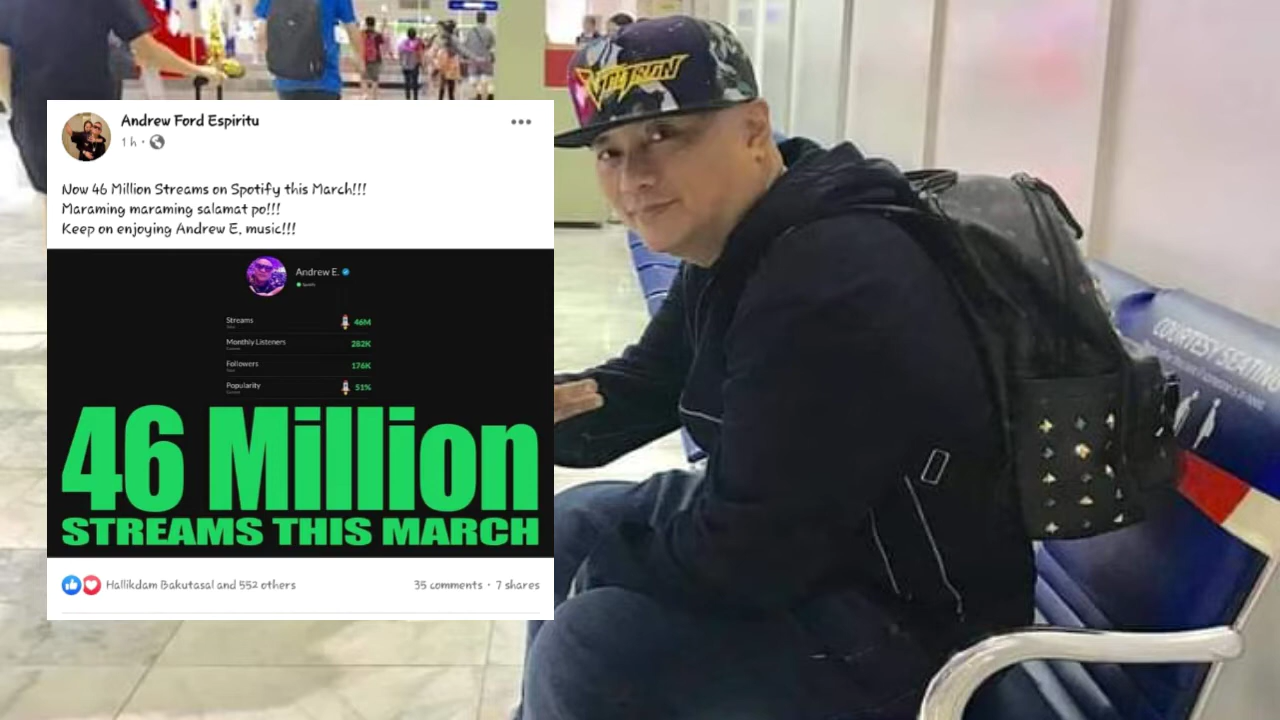 Andrew Ford Espiritu
1 h ·
Now 46 Million Streams on Spotify this March!!!
Maraming maraming salamat po!!!
Keep on enjoying Andrew E. music!!!
Andrew E.
Spotify
Streams 46M
Monthly Listeners 282K
Followers 176K
Popularity 51%
46 Million
STREAMS THIS MARCH
Hallikdam Bakutasal and 552 others
35 comments · 7 shares
COURTESY SEATING